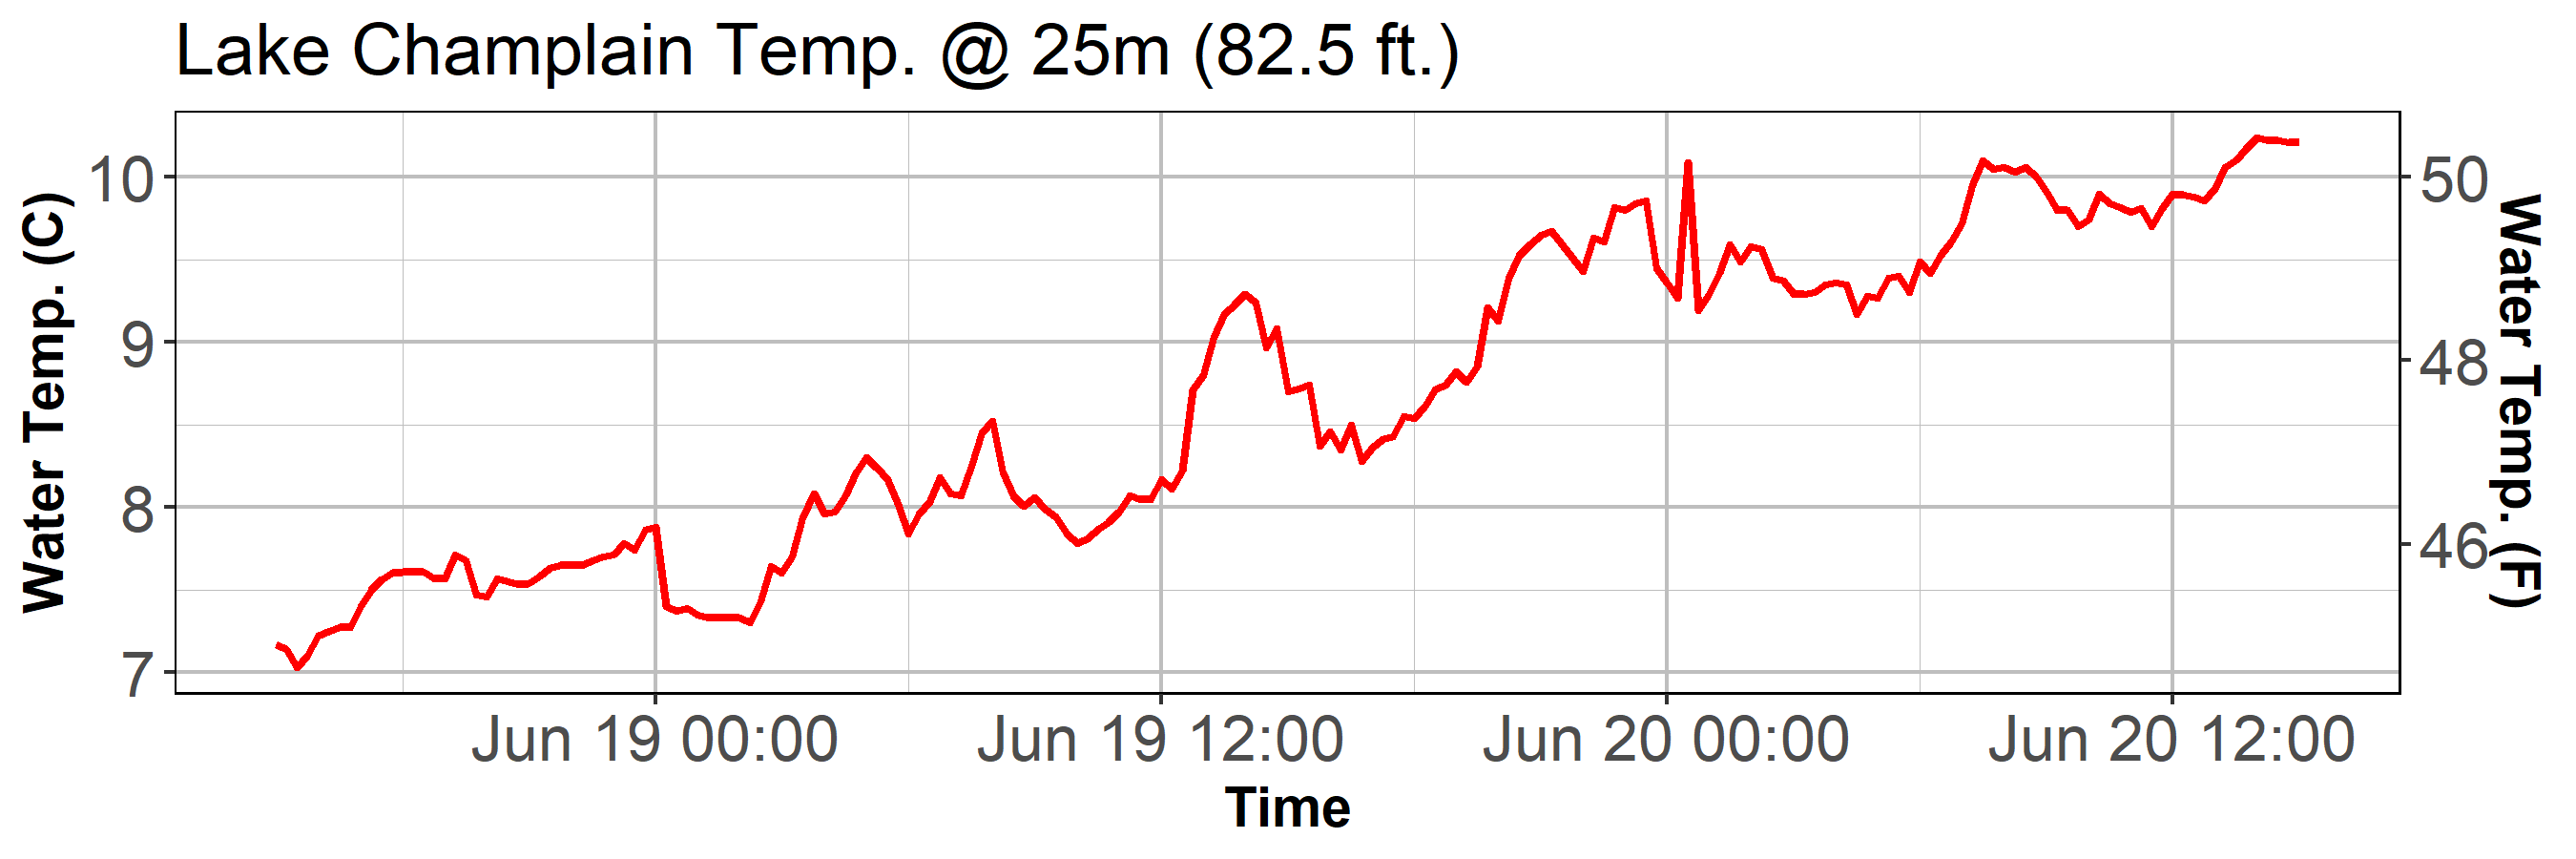 Lake Champlain Temp. @ 25m (82.5 ft.)
Water Temp. (C)
10
9
8
7
50
48
46
Water Temp. (F)
Jun 19 00:00 Jun 19 12:00 Jun 20 00:00 Jun 20 12:00
Time